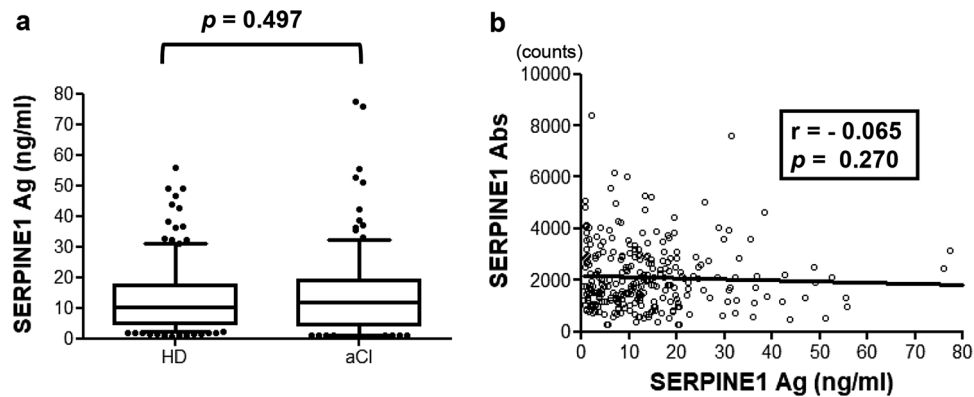 a
p = 0.497
SERPINE1 Ag (ng/ml)
80
70
60
50
40
30
20
10
0
HD
aCI
b
(counts)
SERPINE1 Abs
10000
8000
6000
4000
2000
0
r = - 0.065
p = 0.270
0 10 20 30 40 50 60 70 80
SERPINE1 Ag (ng/ml)